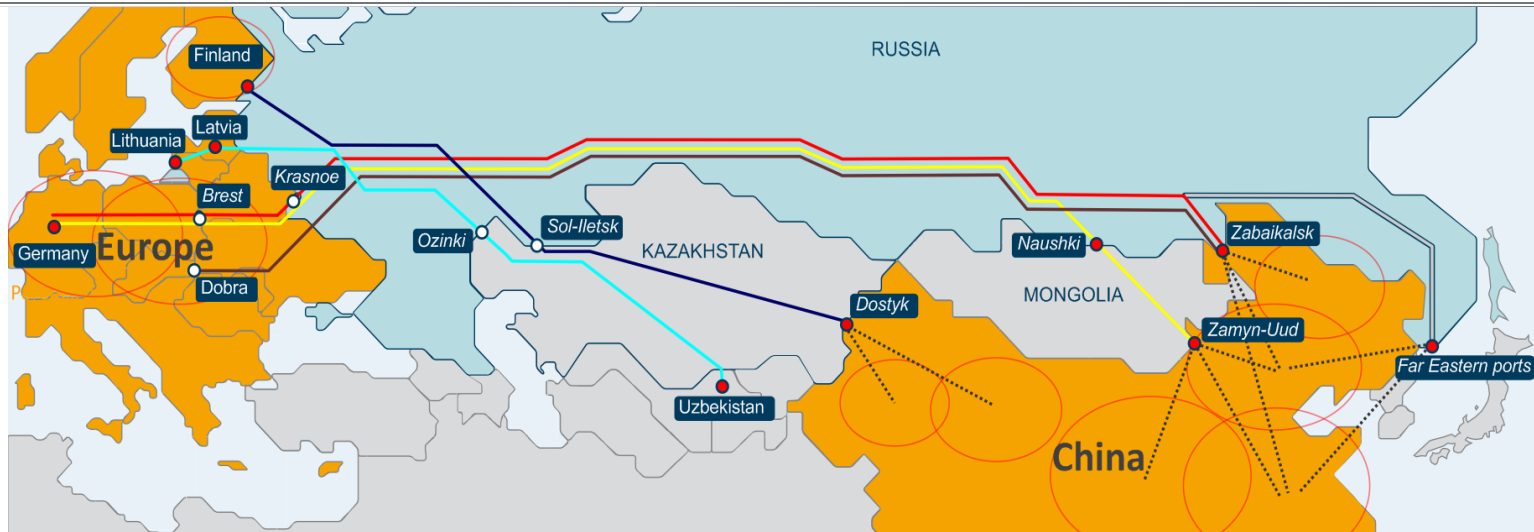 Finland
RUSSIA
Lithuania
Latvia
Krasnoe
Brest
Germany
Europe
Dobra
Ozinki
Sol-Iletsk
KAZAKHSTAN
Naushki
Zabaikalsk
MONGOLIA
Dostyk
Zamyn-Uud
Far Eastern ports
Uzbekistan
China